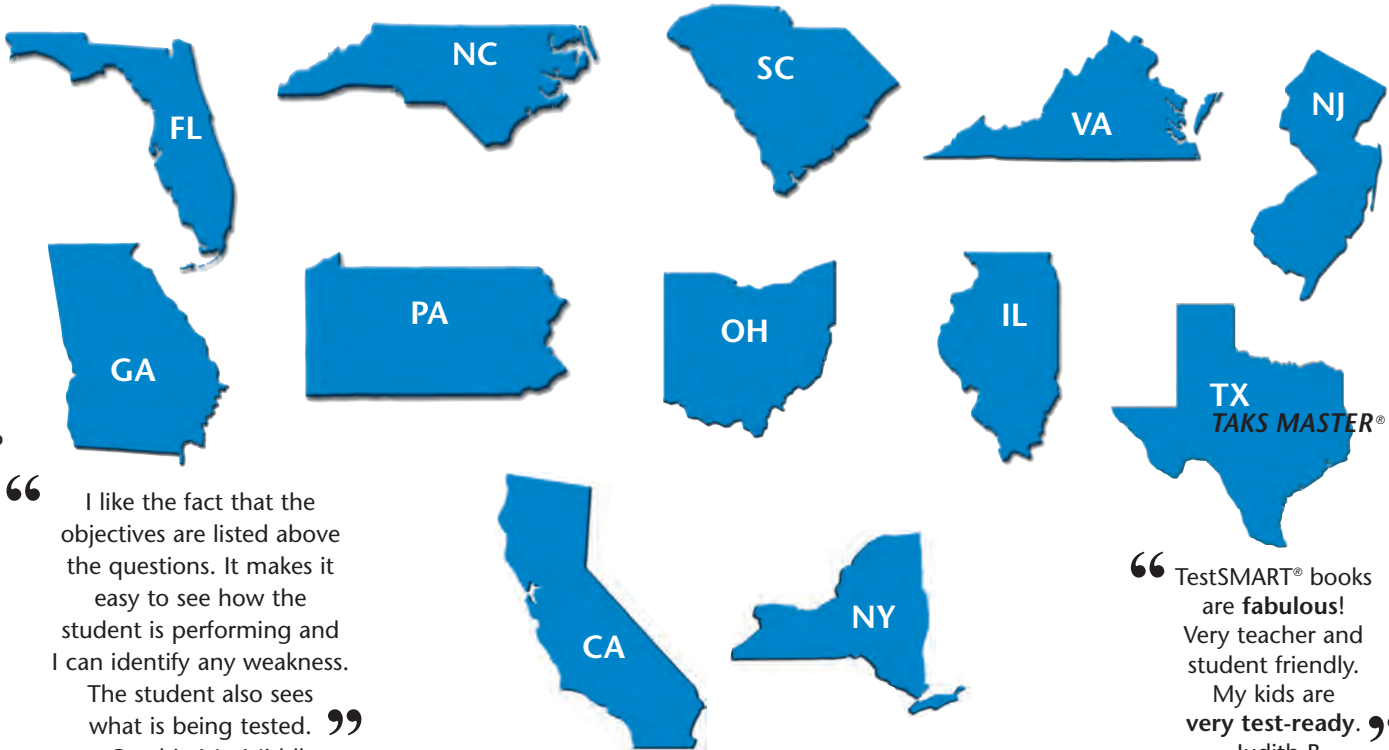 NC
SC
FL
VA
NJ
GA
PA
OH
IL
TX
TAKS MASTER®
CA
NY
“ I like the fact that the
objectives are listed above
the questions. It makes it
easy to see how the
student is performing and
I can identify any weakness.
The student also sees
what is being tested. ”
“ TestSMART® books
are fabulous!
Very teacher and
student friendly.
My kids are
very test-ready. ”